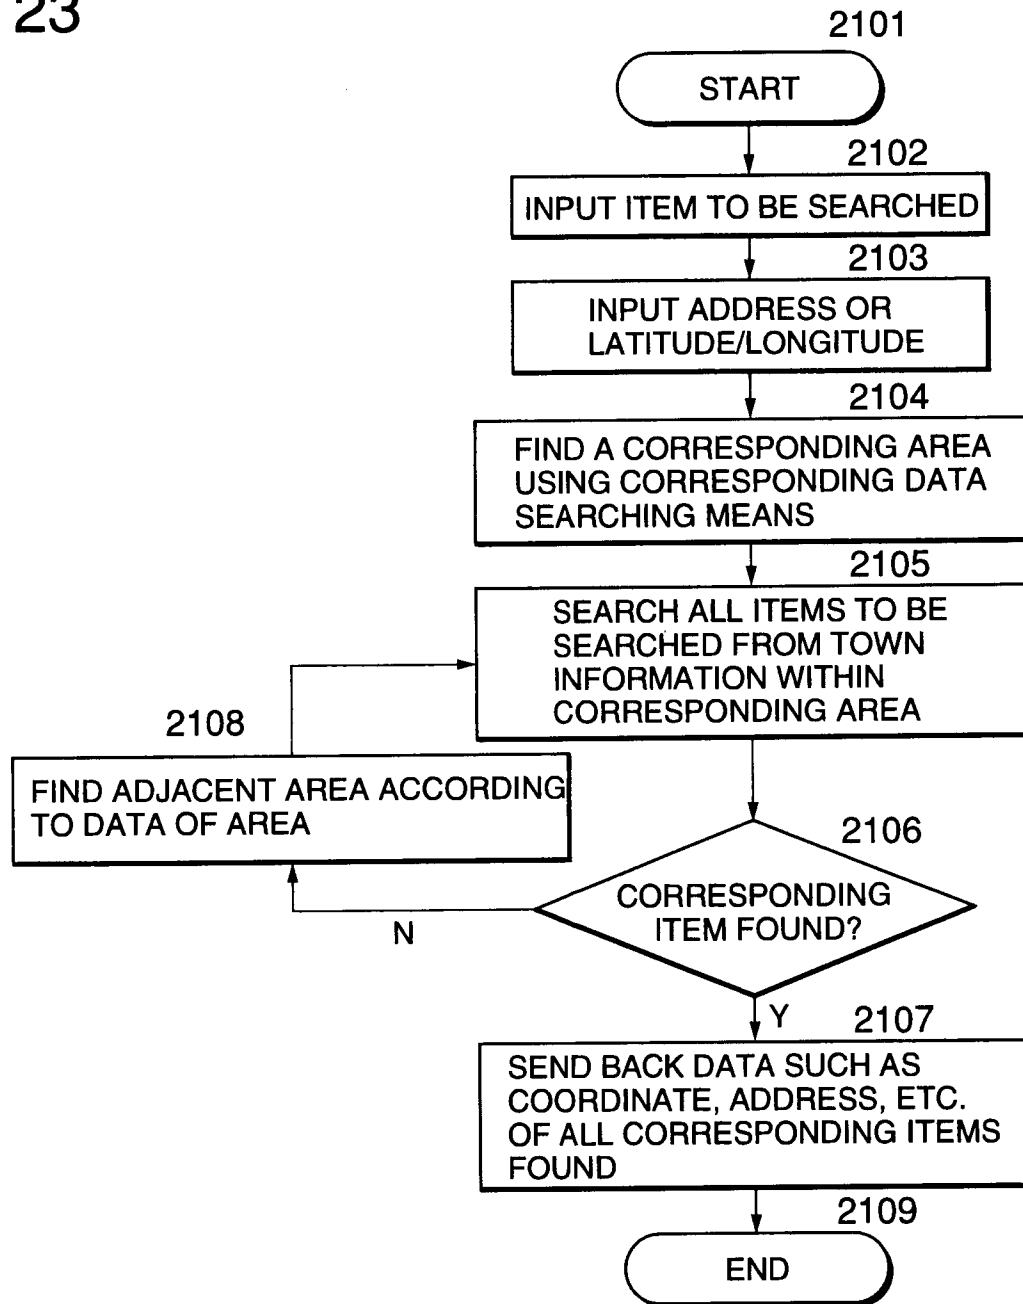 23
2101
START
2102
INPUT ITEM TO BE SEARCHED
2103
INPUT ADDRESS OR
LATITUDE/LONGITUDE
2104
FIND A CORRESPONDING AREA
USING CORRESPONDING DATA
SEARCHING MEANS
2105
SEARCH ALL ITEMS TO BE
SEARCHED FROM TOWN
INFORMATION WITHIN
CORRESPONDING AREA
2108
FIND ADJACENT AREA ACCORDING
TO DATA OF AREA
2106
CORRESPONDING
ITEM FOUND?
N
Y
2107
SEND BACK DATA SUCH AS
COORDINATE, ADDRESS, ETC.
OF ALL CORRESPONDING ITEMS
FOUND
2109
END